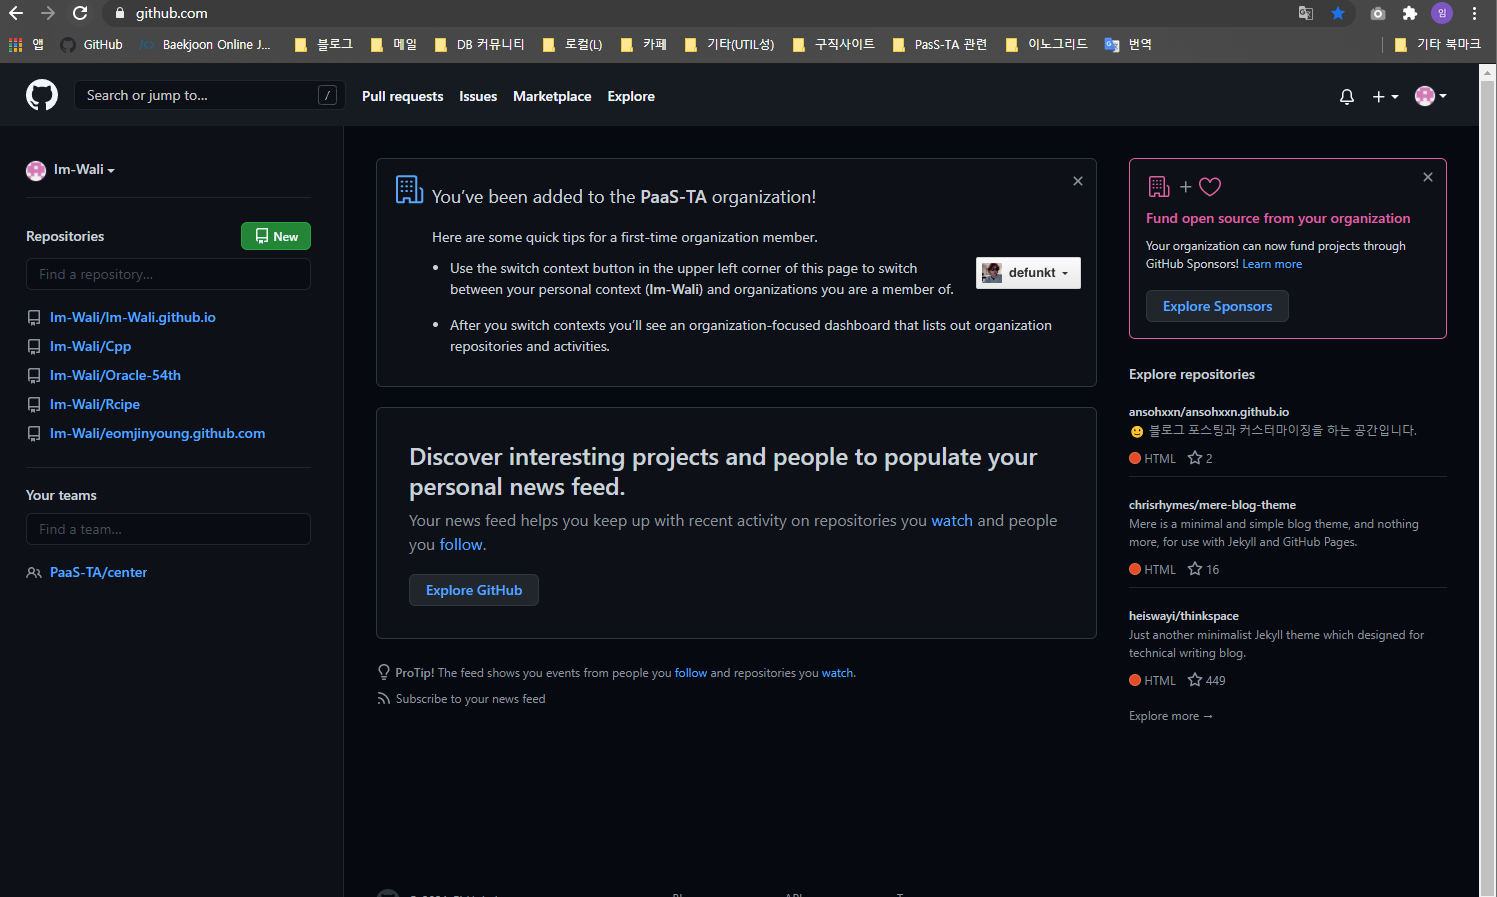 github.com
임
앱
GitHub
Baekjoon Online J...
블로그
메일
DB 커뮤니티
로컬(L)
카페
기타(UTIL성)
구직사이트
PasS-TA 관련
이노그리드
번역
기타 북마크
Search or jump to...
/
Pull requests
Issues
Marketplace
Explore
Im-Wali
Repositories
New
Find a repository...
Im-Wali/Im-Wali.github.io
Im-Wali/Cpp
Im-Wali/Oracle-54th
Im-Wali/Rcipe
Im-Wali/eomjinyoung.github.com
Your teams
Find a team...
PaaS-TA/center
You've been added to the PaaS-TA organization!
Here are some quick tips for a first-time organization member.
Use the switch context button in the upper left corner of this page to switch
between your personal context (Im-Wali) and organizations you are a member of.
defunkt
After you switch contexts you'll see an organization-focused dashboard that lists out organization
repositories and activities.
Discover interesting projects and people to populate your
personal news feed.
Your news feed helps you keep up with recent activity on repositories you watch and people
you follow.
Explore GitHub
ProTip! The feed shows you events from people you follow and repositories you watch.
Subscribe to your news feed
Fund open source from your organization
Your organization can now fund projects through
GitHub Sponsors! Learn more
Explore Sponsors
Explore repositories
ansohxxn/ansohxxn.github.io
🙂 블로그 포스팅과 커스터마이징을 하는 공간입니다.
HTML 2
chrisrhymes/mere-blog-theme
Mere is a minimal and simple blog theme, and nothing
more, for use with Jekyll and GitHub Pages.
HTML 16
heiswayi/thinkspace
Just another minimalist Jekyll theme which designed for
technical writing blog.
HTML 449
Explore more →